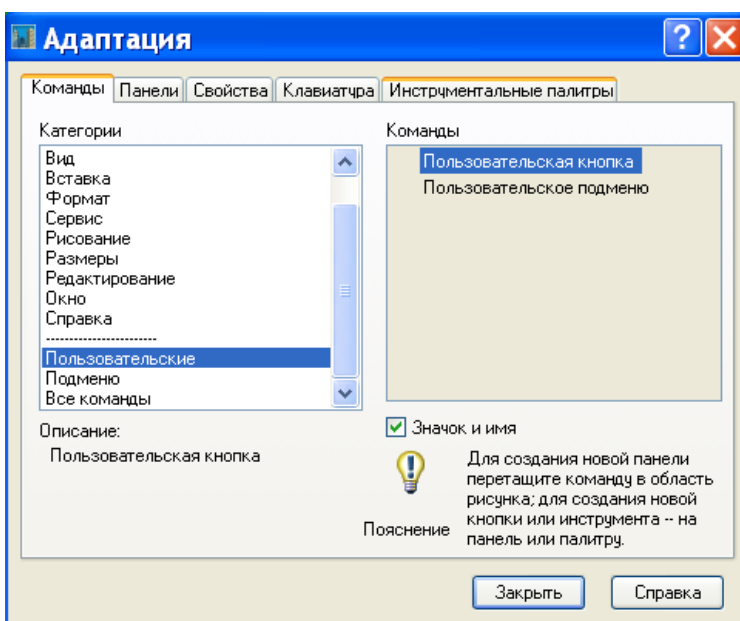 Адаптация
Команды Панели Свойства Клавиатура Инструментальные палитры
Категории
Вид
Вставка
Формат
Сервис
Рисование
Размеры
Редактирование
Окно
Справка
-----------------------
Пользовательские
Подменю
Все команды
Описание:
Пользовательская кнопка
Команды
Пользовательская кнопка
Пользовательское подменю
Значок и имя
Для создания новой панели
перетащите команду в область
рисунка; для создания новой
кнопки или инструмента -- на
панель или палитру.
Пояснение
Закрыть Справка